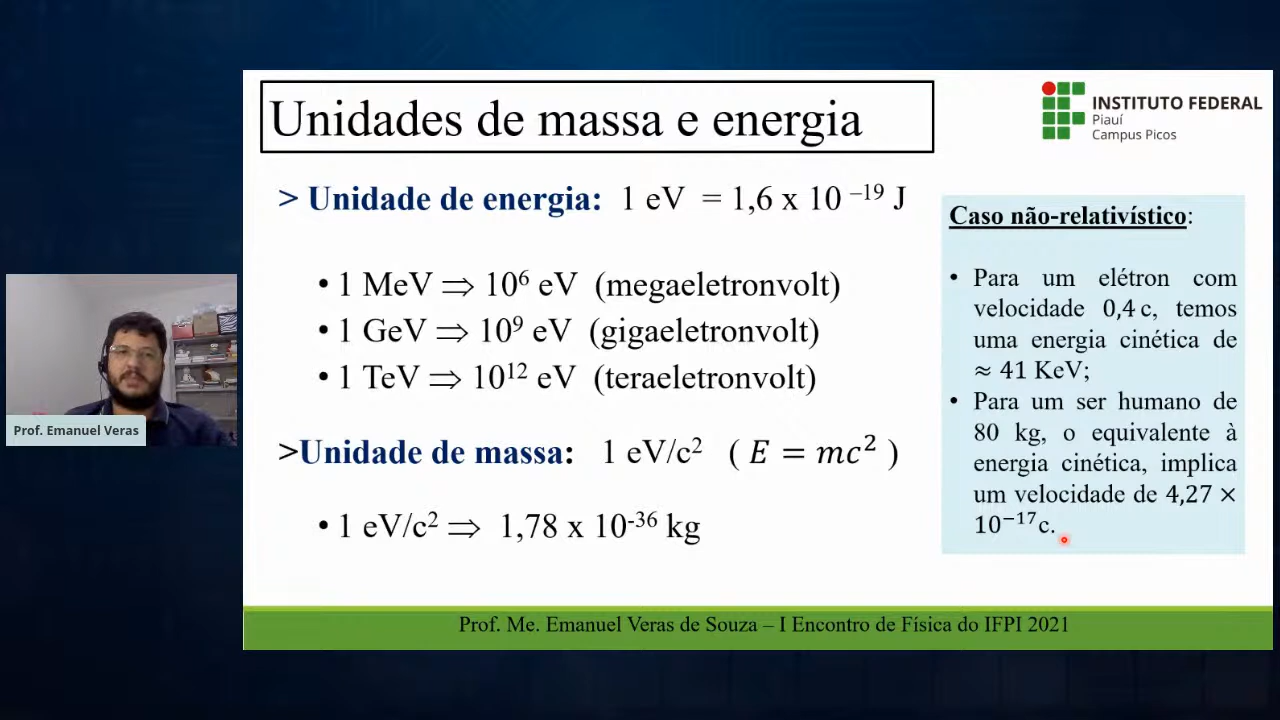 Unidades de massa e energia
INSTITUTO FEDERAL
Piauí
Campus Picos
> Unidade de energia: 1 eV = 1,6 x 10 ⁻¹⁹ J
• 1 MeV ⟹ 10⁶ eV (megaeletronvolt)
• 1 GeV ⟹ 10⁹ eV (gigaeletronvolt)
• 1 TeV ⟹ 10¹² eV (teraeletronvolt)
>Unidade de massa: 1 eV/c² ( E = mc² )
• 1 eV/c² ⟹ 1,78 x 10⁻³⁶ kg
Caso não-relativístico:
• Para um elétron com
velocidade 0,4 c, temos
uma energia cinética de
≈ 41 KeV;
• Para um ser humano de
80 kg, o equivalente à
energia cinética, implica
um velocidade de 4,27 ×
10⁻¹⁷c.
Prof. Emanuel Veras
Prof. Me. Emanuel Veras de Souza – I Encontro de Física do IFPI 2021